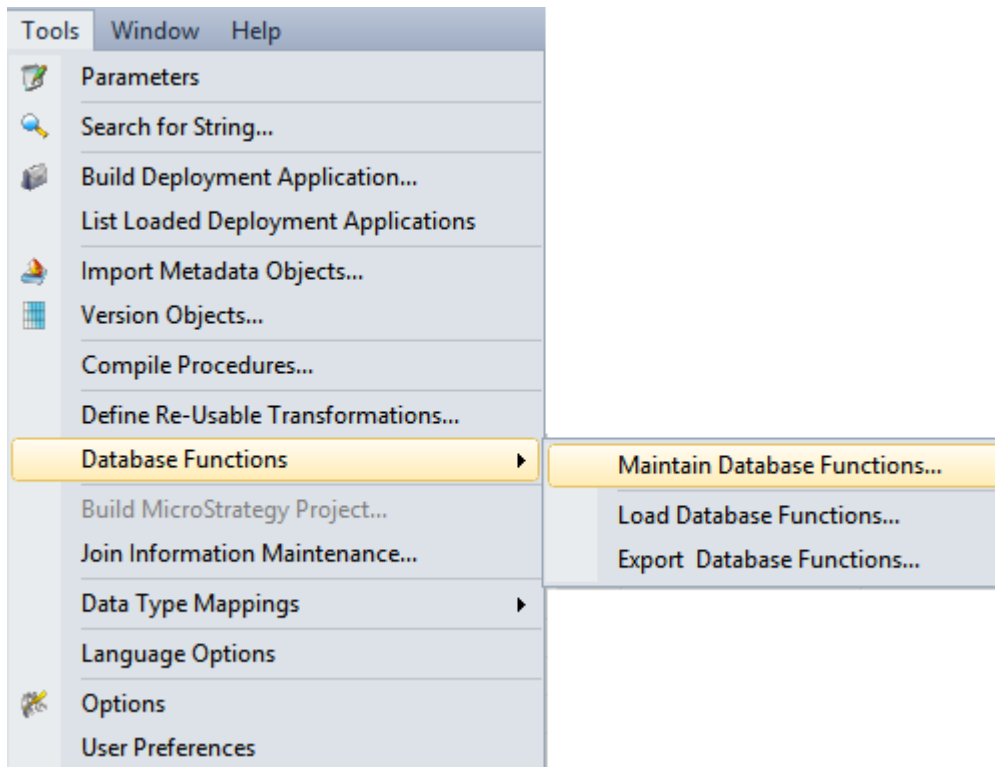 Tools Window Help
Parameters
Search for String...
Build Deployment Application...
List Loaded Deployment Applications
Import Metadata Objects...
Version Objects...
Compile Procedures...
Define Re-Usable Transformations...
Database Functions
Maintain Database Functions...
Build MicroStrategy Project...
Load Database Functions...
Join Information Maintenance...
Export  Database Functions...
Data Type Mappings
Language Options
Options
User Preferences